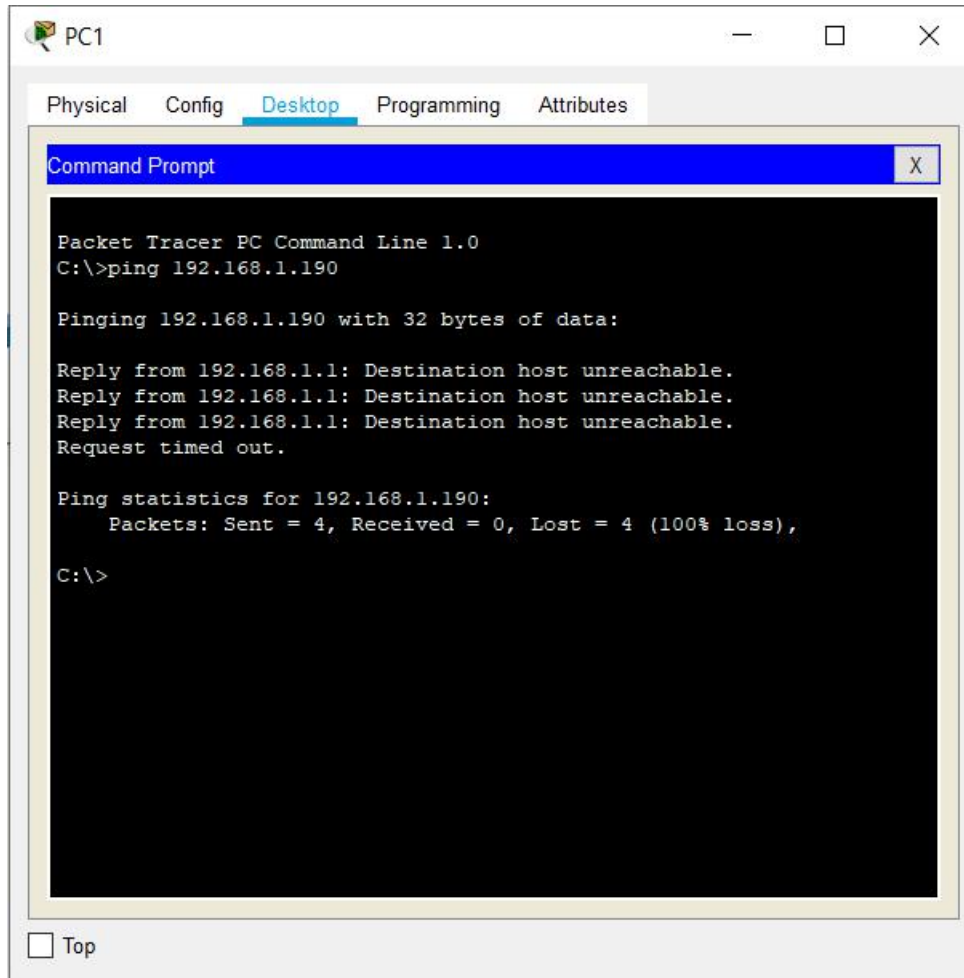 PC1
Physical Config Desktop Programming Attributes
Command Prompt X
Packet Tracer PC Command Line 1.0
C:\>ping 192.168.1.190
Pinging 192.168.1.190 with 32 bytes of data:
Reply from 192.168.1.1: Destination host unreachable.
Reply from 192.168.1.1: Destination host unreachable.
Reply from 192.168.1.1: Destination host unreachable.
Request timed out.
Ping statistics for 192.168.1.190:
Packets: Sent = 4, Received = 0, Lost = 4 (100% loss),
C:\>
Top